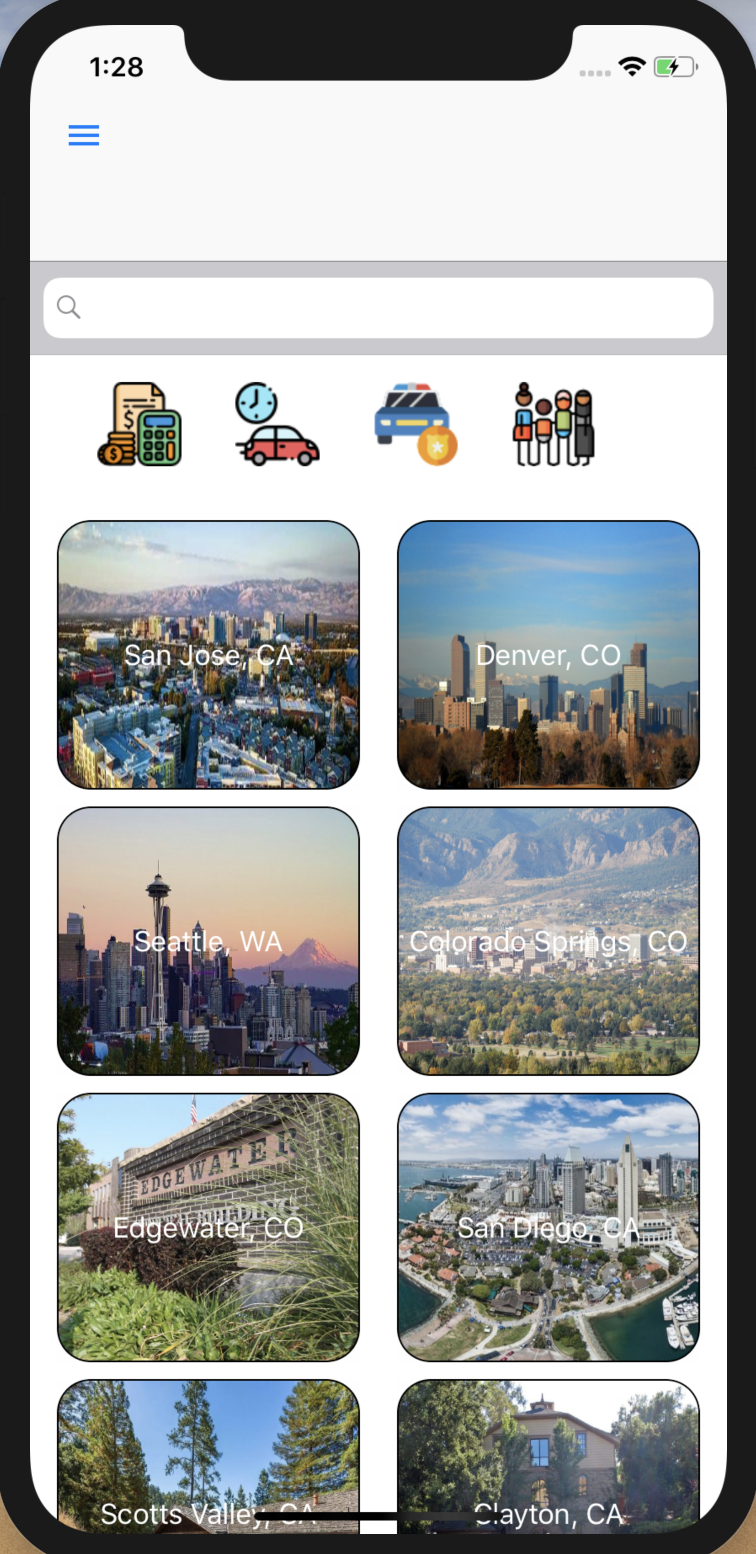 1:28
San Jose, CA
Denver, CO
Seattle, WA
Colorado Springs, CO
EDGEWATER
Edgewater, CO
San Diego, CA
Scotts Valley, CA
Clayton, CA